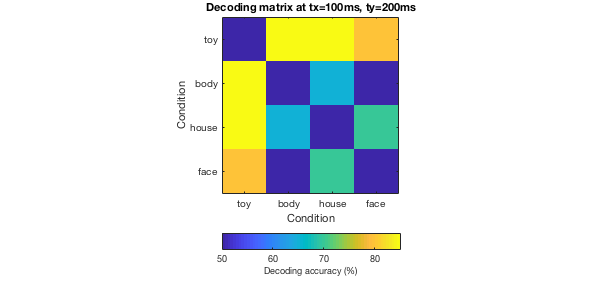 Decoding matrix at tx=100ms, ty=200ms
toy
body
house
face
Condition
toy body house face
Condition
50 60 70 80
Decoding accuracy (%)